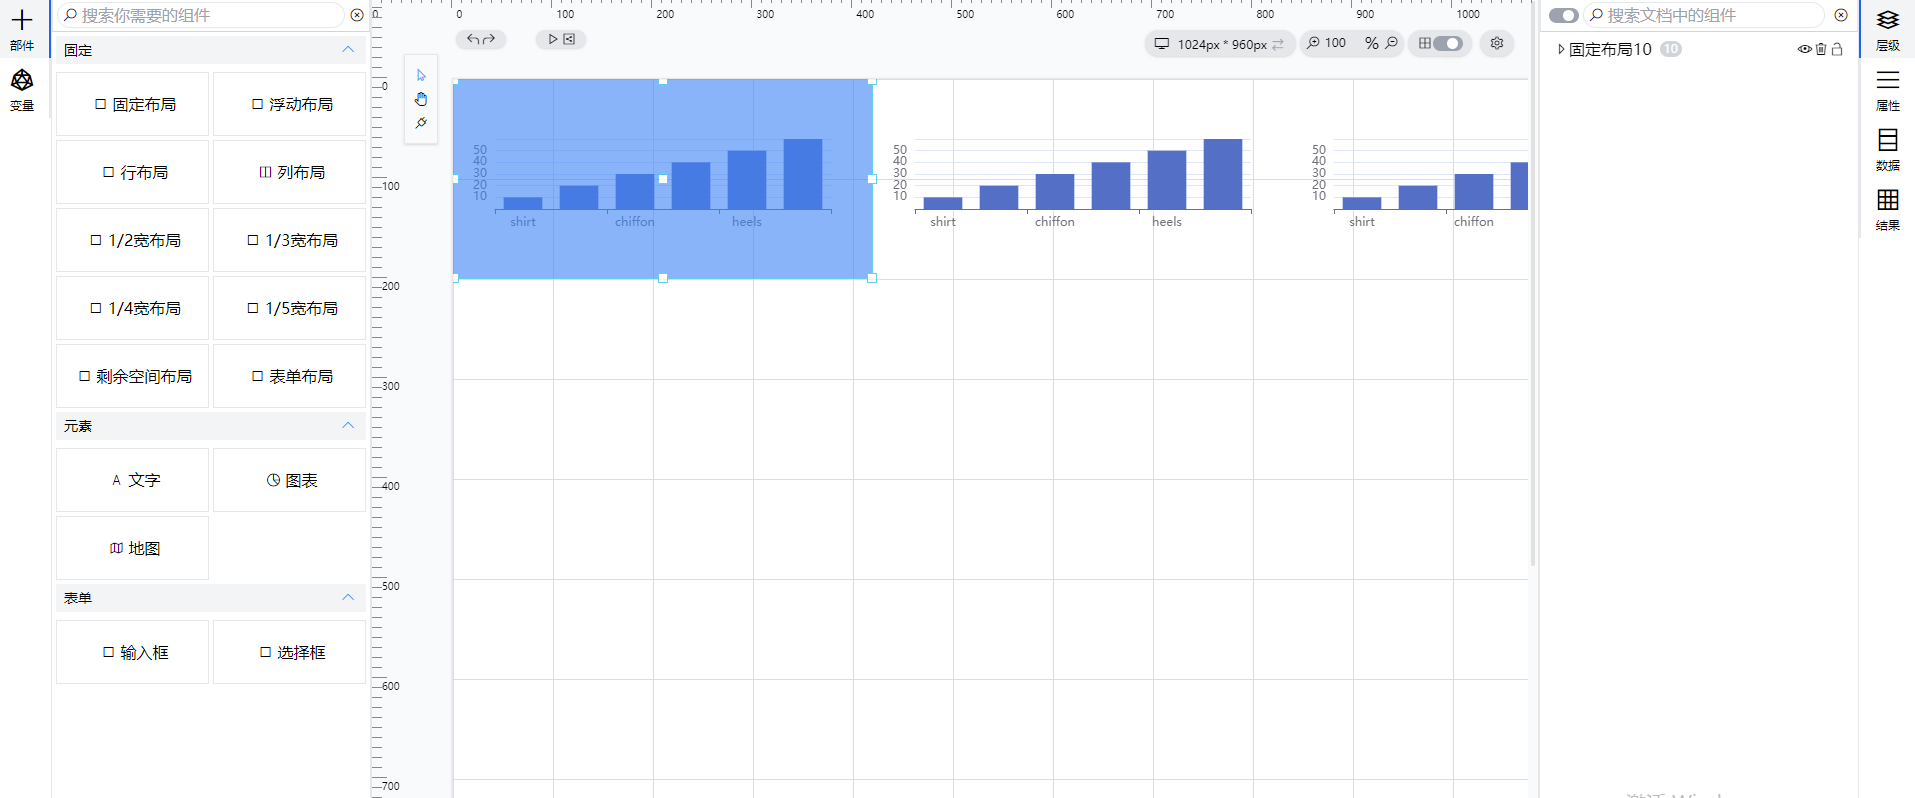 部件
变量
搜索你需要的组件
固定
固定布局
浮动布局
行布局
列布局
1/2宽布局
1/3宽布局
1/4宽布局
1/5宽布局
剩余空间布局
表单布局
元素
A 文字
图表
地图
表单
输入框
选择框
0 0 100 200 300 400 500 600 700 800 900 1000
1024px * 960px
100 %
0
100
200
300
400
500
600
700
50
40
30
20
10
shirt chiffon heels
50
40
30
20
10
shirt chiffon heels
50
40
30
20
10
shirt chiffon
搜索文档中的组件
固定布局10 10
层级
属性
数据
结果